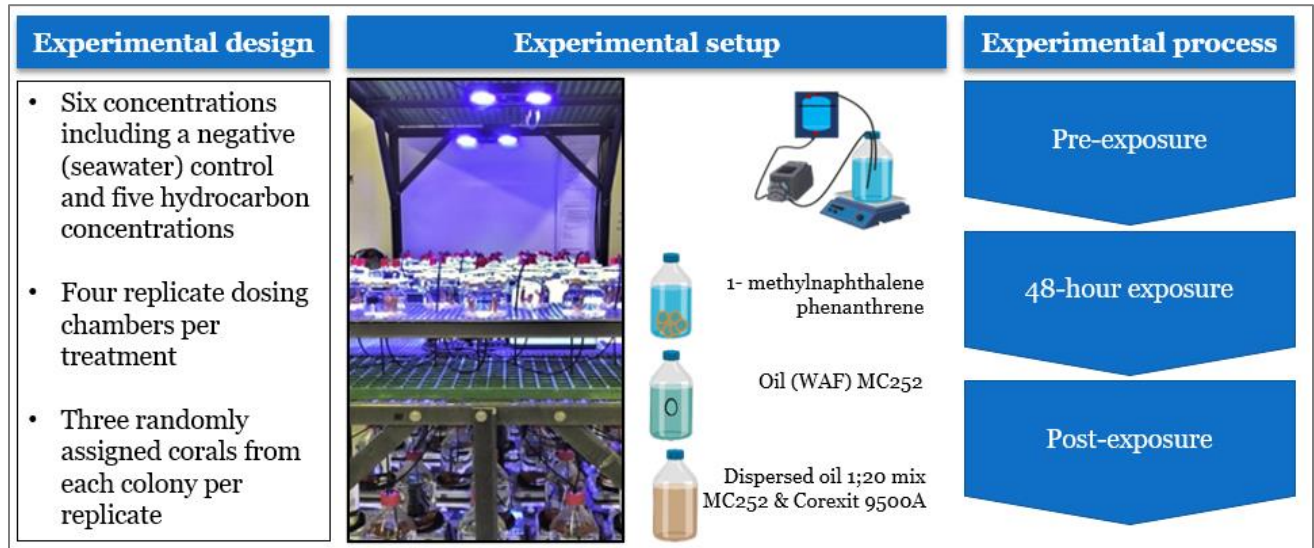 Experimental design
• Six concentrations
including a negative
(seawater) control
and five hydrocarbon
concentrations
• Four replicate dosing
chambers per
treatment
• Three randomly
assigned corals from
each colony per
replicate
Experimental setup
1- methylnaphthalene
phenanthrene
Oil (WAF) MC252
Dispersed oil 1;20 mix
MC252 & Corexit 9500A
Experimental process
Pre-exposure
48-hour exposure
Post-exposure